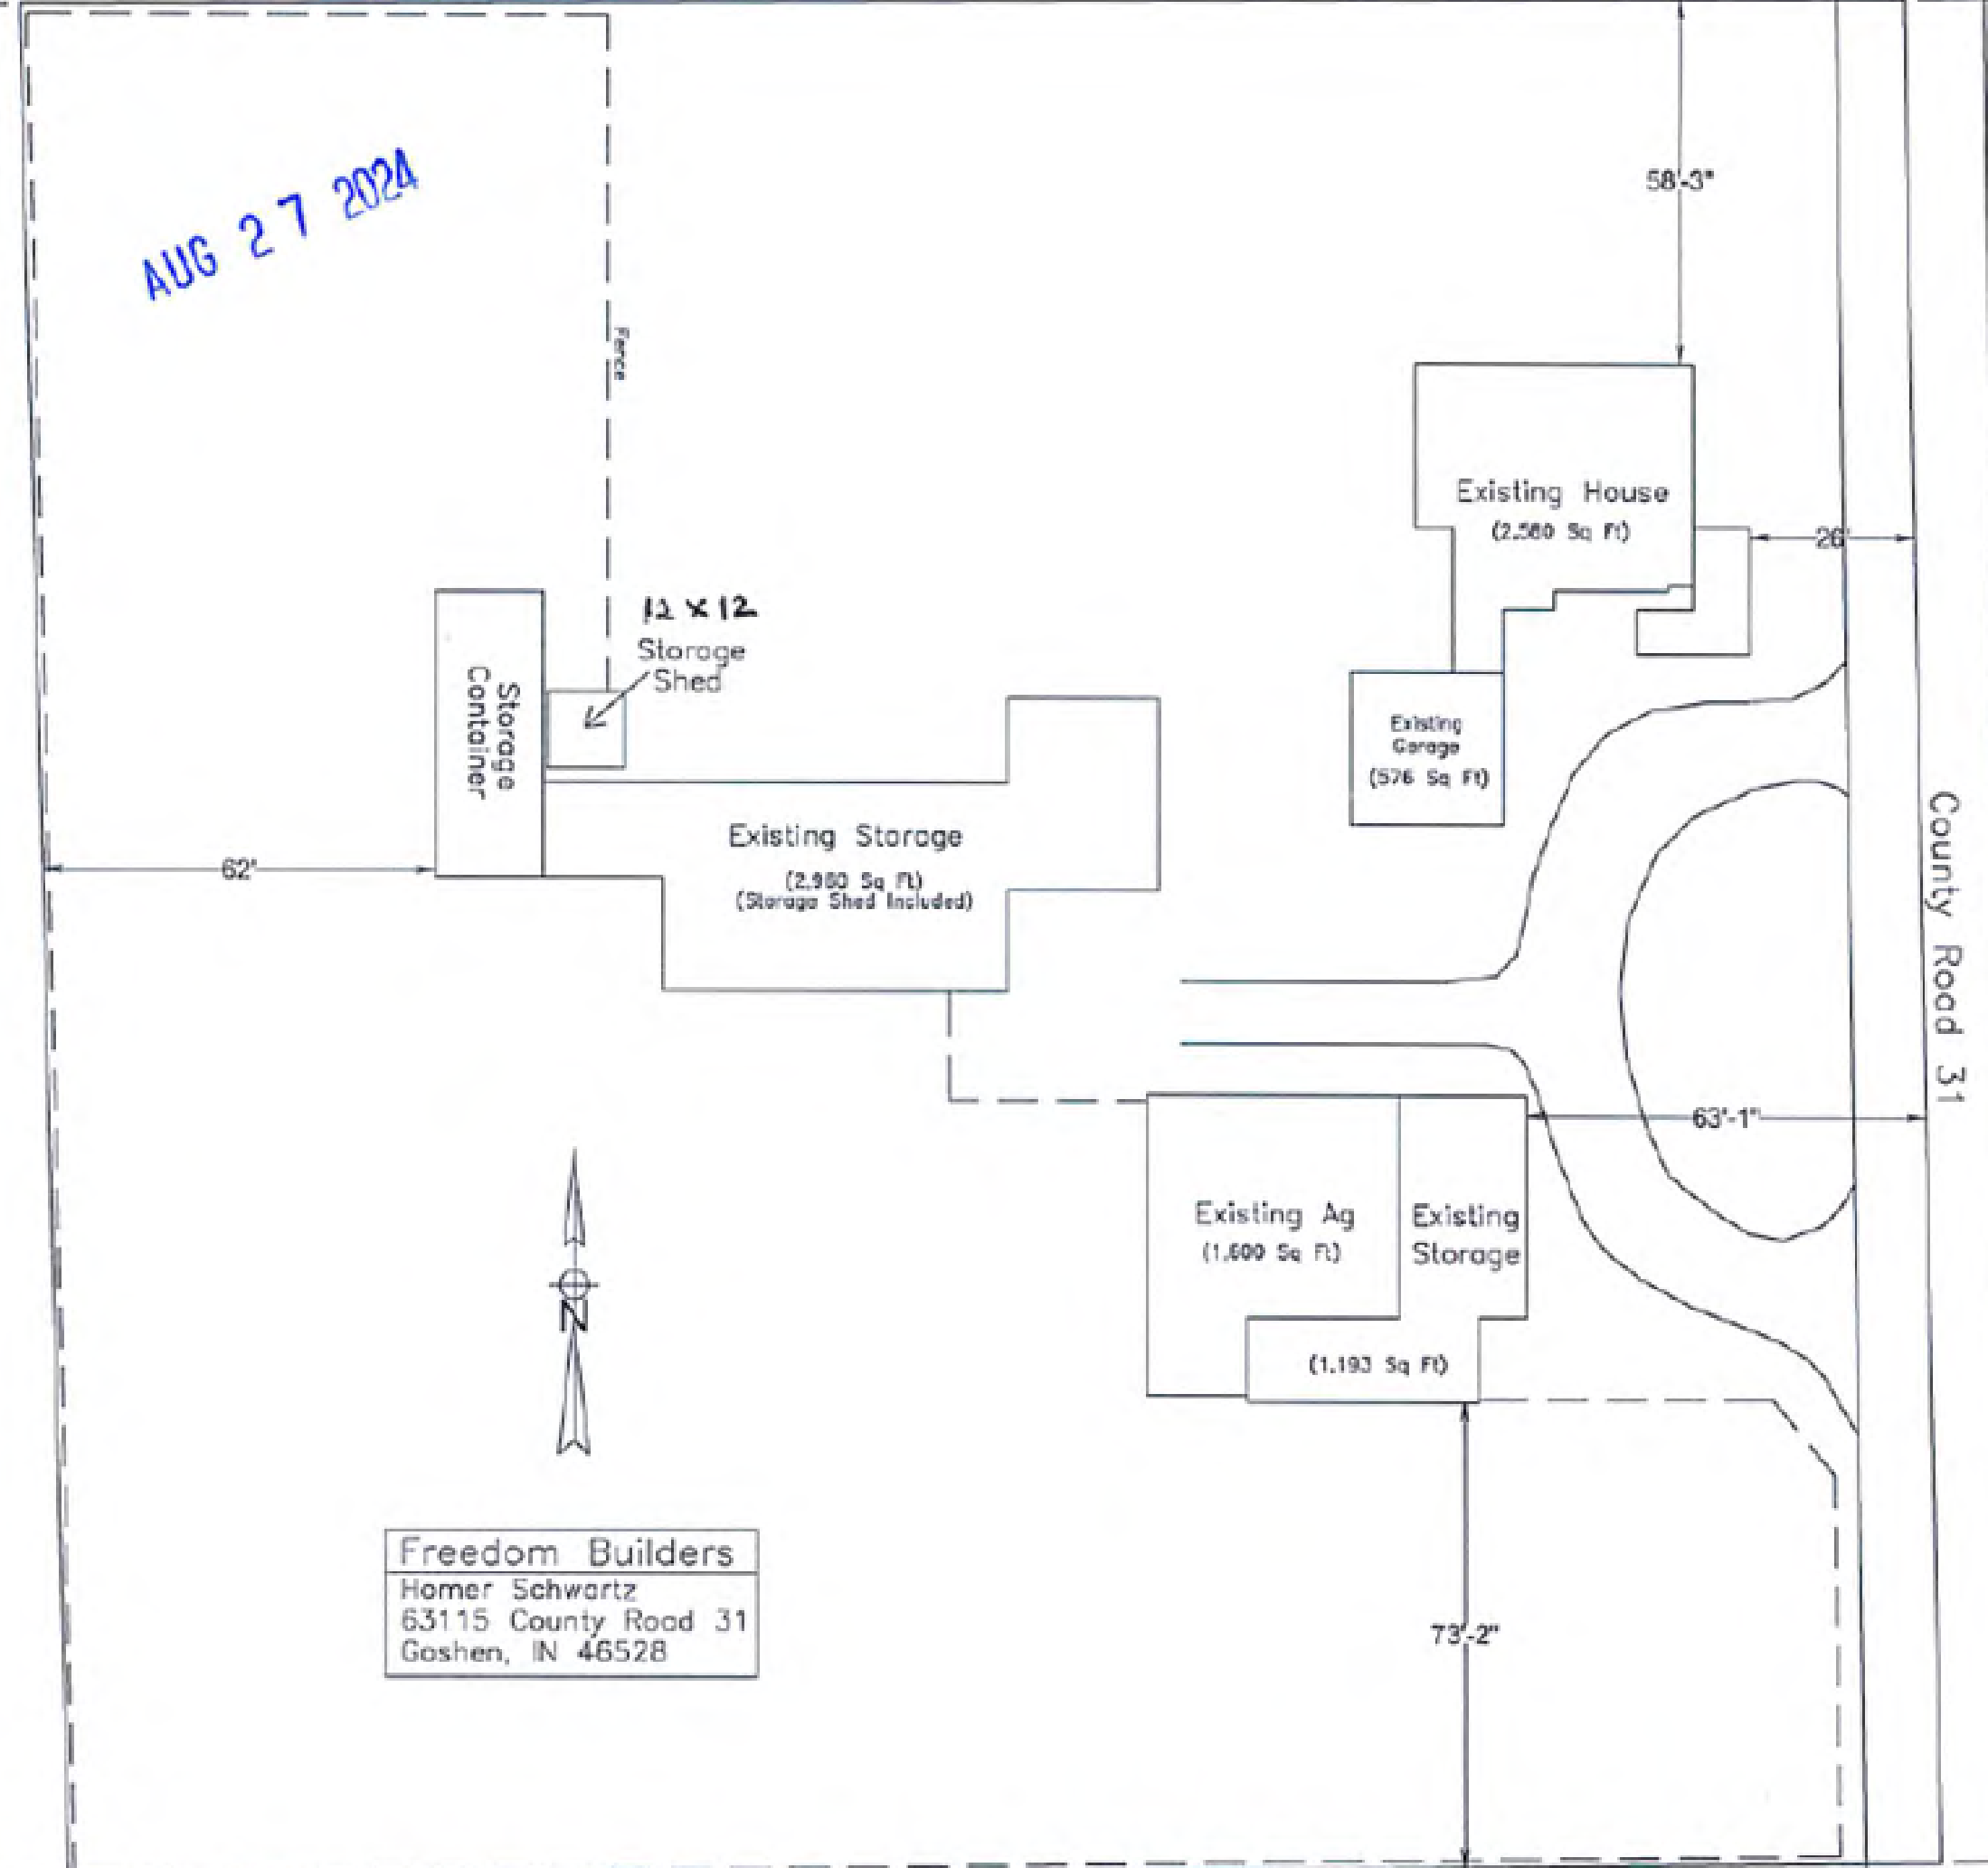 AUG 27 2024
58'-3"
Fence
Existing House
(2,580 Sq Ft)
26'
12 x 12
Storage
Shed
Storage
Container
Existing
Garage
(576 Sq Ft)
Existing Storage
(2,980 Sq Ft)
(Storage Shed Included)
62'
County Road 31
63'-1"
Existing Ag
(1,600 Sq Ft)
Existing
Storage
(1,193 Sq Ft)
N
Freedom Builders
Homer Schwartz
63115 County Road 31
Goshen, IN 46528
73'-2"